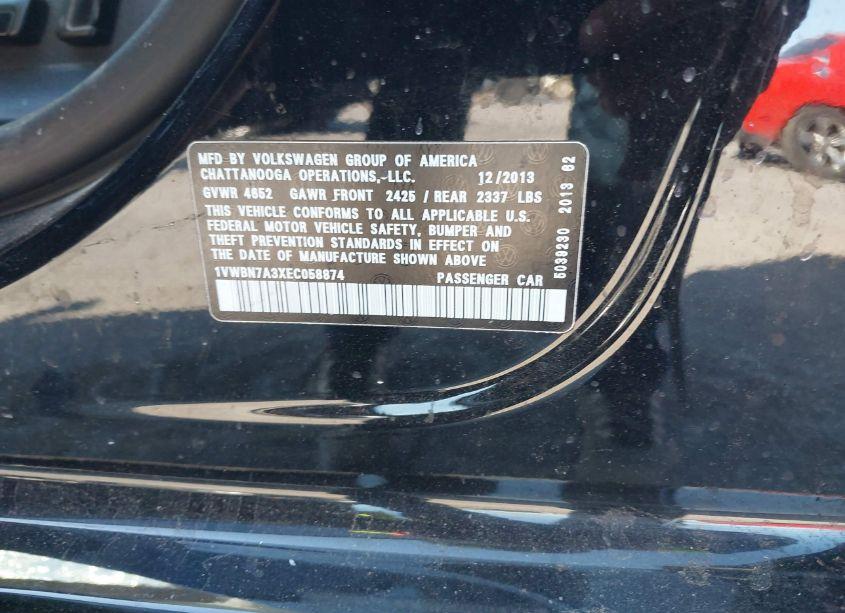 MFD BY VOLKSWAGEN GROUP OF AMERICA
CHATTANOOGA OPERATIONS, LLC. 12/2013
GVWR 4652 GAWR FRONT 2425 / REAR 2337 LBS
THIS VEHICLE CONFORMS TO ALL APPLICABLE U.S.
FEDERAL MOTOR VEHICLE SAFETY, BUMPER AND
THEFT PREVENTION STANDARDS IN EFFECT ON
THE DATE OF MANUFACTURE SHOWN ABOVE
1VWBN7A3XEC058874 PASSENGER CAR
5039230 2013 62